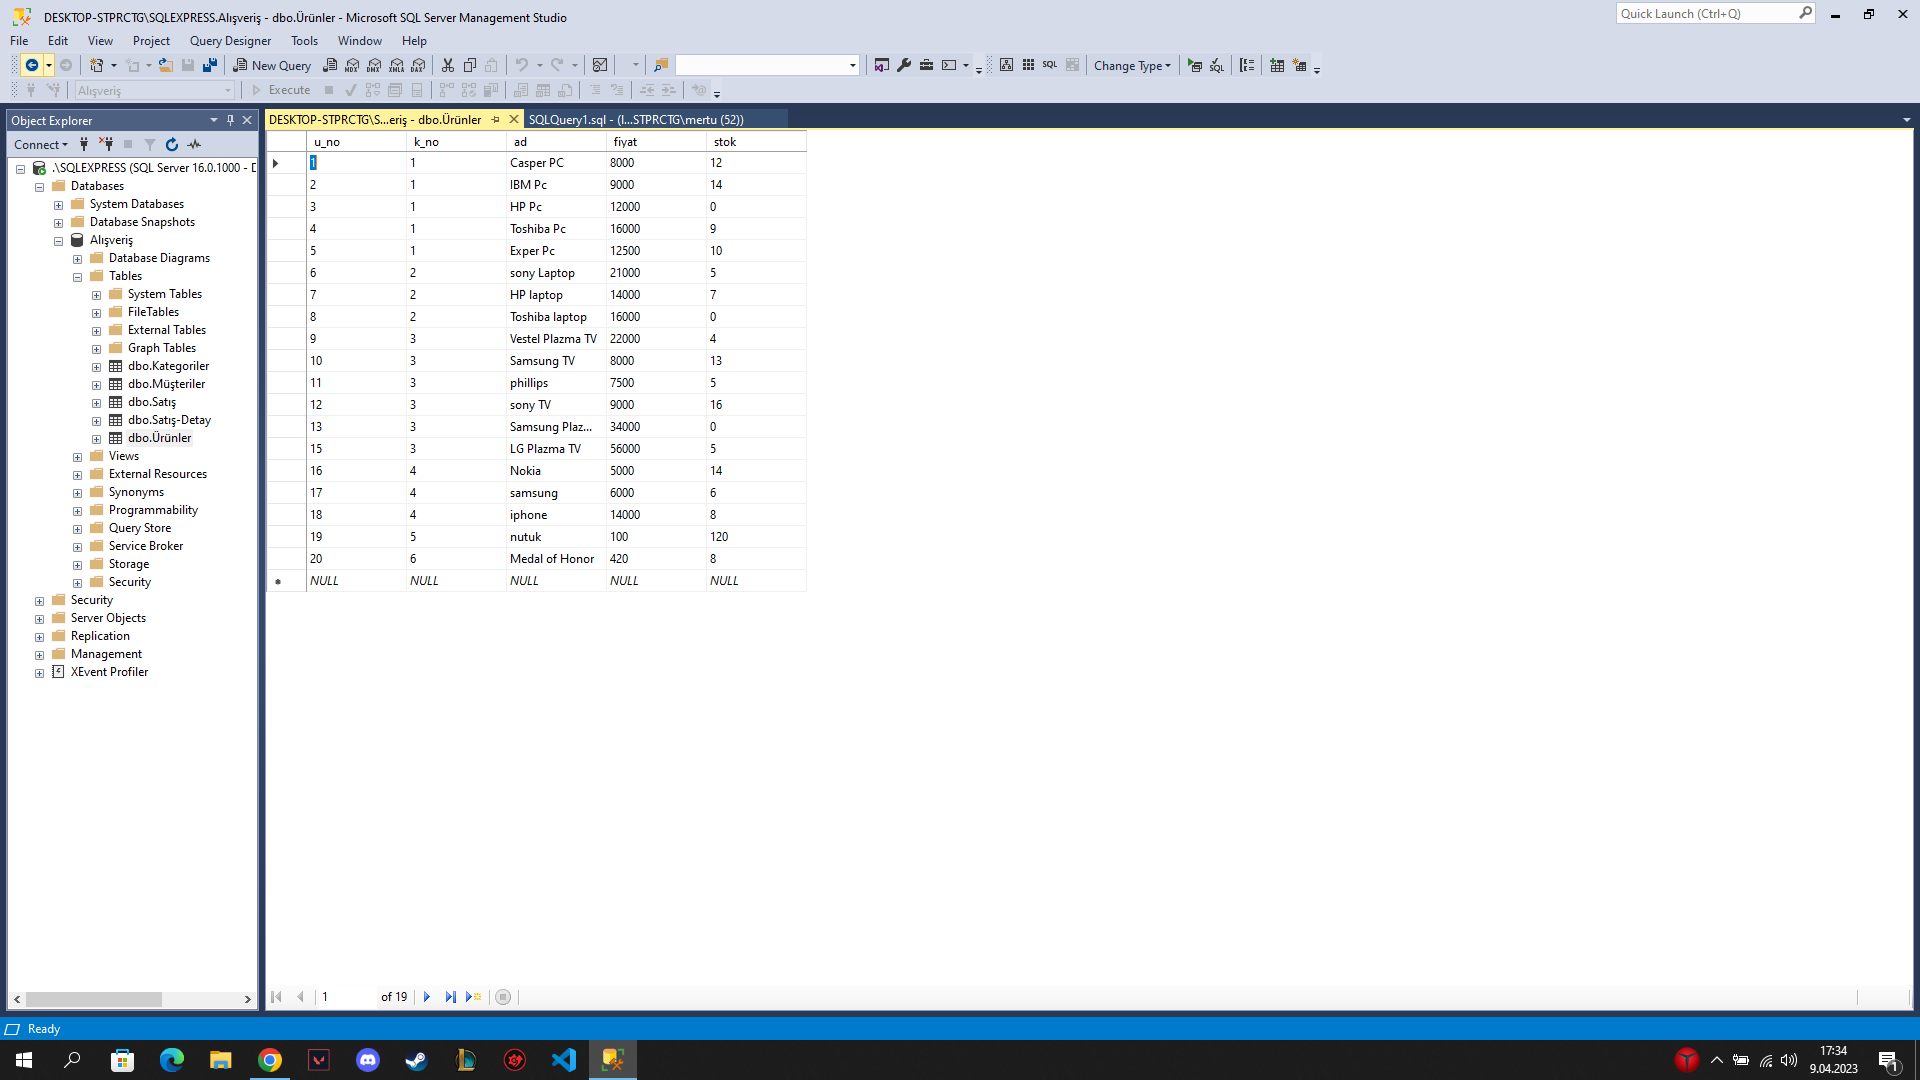 DESKTOP-STPRCTG\SQLEXPRESS.Alışveriş - dbo.Ürünler - Microsoft SQL Server Management Studio
Quick Launch (Ctrl+Q)
File Edit View Project Query Designer Tools Window Help
New Query MDX DMX XMLA DAX SQL Change Type SQL
Alışveriş Execute
Object Explorer
DESKTOP-STPRCTG\S...eriş - dbo.Ürünler
SQLQuery1.sql - (l...STPRCTG\mertu (52))
Connect
.\SQLEXPRESS (SQL Server 16.0.1000 - D
Databases
System Databases
Database Snapshots
Alışveriş
Database Diagrams
Tables
System Tables
FileTables
External Tables
Graph Tables
dbo.Kategoriler
dbo.Müşteriler
dbo.Satış
dbo.Satış-Detay
dbo.Ürünler
Views
External Resources
Synonyms
Programmability
Query Store
Service Broker
Storage
Security
Security
Server Objects
Replication
Management
XEvent Profiler
u_no k_no ad fiyat stok
1 1 Casper PC 8000 12
2 1 IBM Pc 9000 14
3 1 HP Pc 12000 0
4 1 Toshiba Pc 16000 9
5 1 Exper Pc 12500 10
6 2 sony Laptop 21000 5
7 2 HP laptop 14000 7
8 2 Toshiba laptop 16000 0
9 3 Vestel Plazma TV 22000 4
10 3 Samsung TV 8000 13
11 3 phillips 7500 5
12 3 sony TV 9000 16
13 3 Samsung Plaz... 34000 0
15 3 LG Plazma TV 56000 5
16 4 Nokia 5000 14
17 4 samsung 6000 6
18 4 iphone 14000 8
19 5 nutuk 100 120
20 6 Medal of Honor 420 8
NULL NULL NULL NULL NULL
1 of 19
Ready
17:34
9.04.2023
1